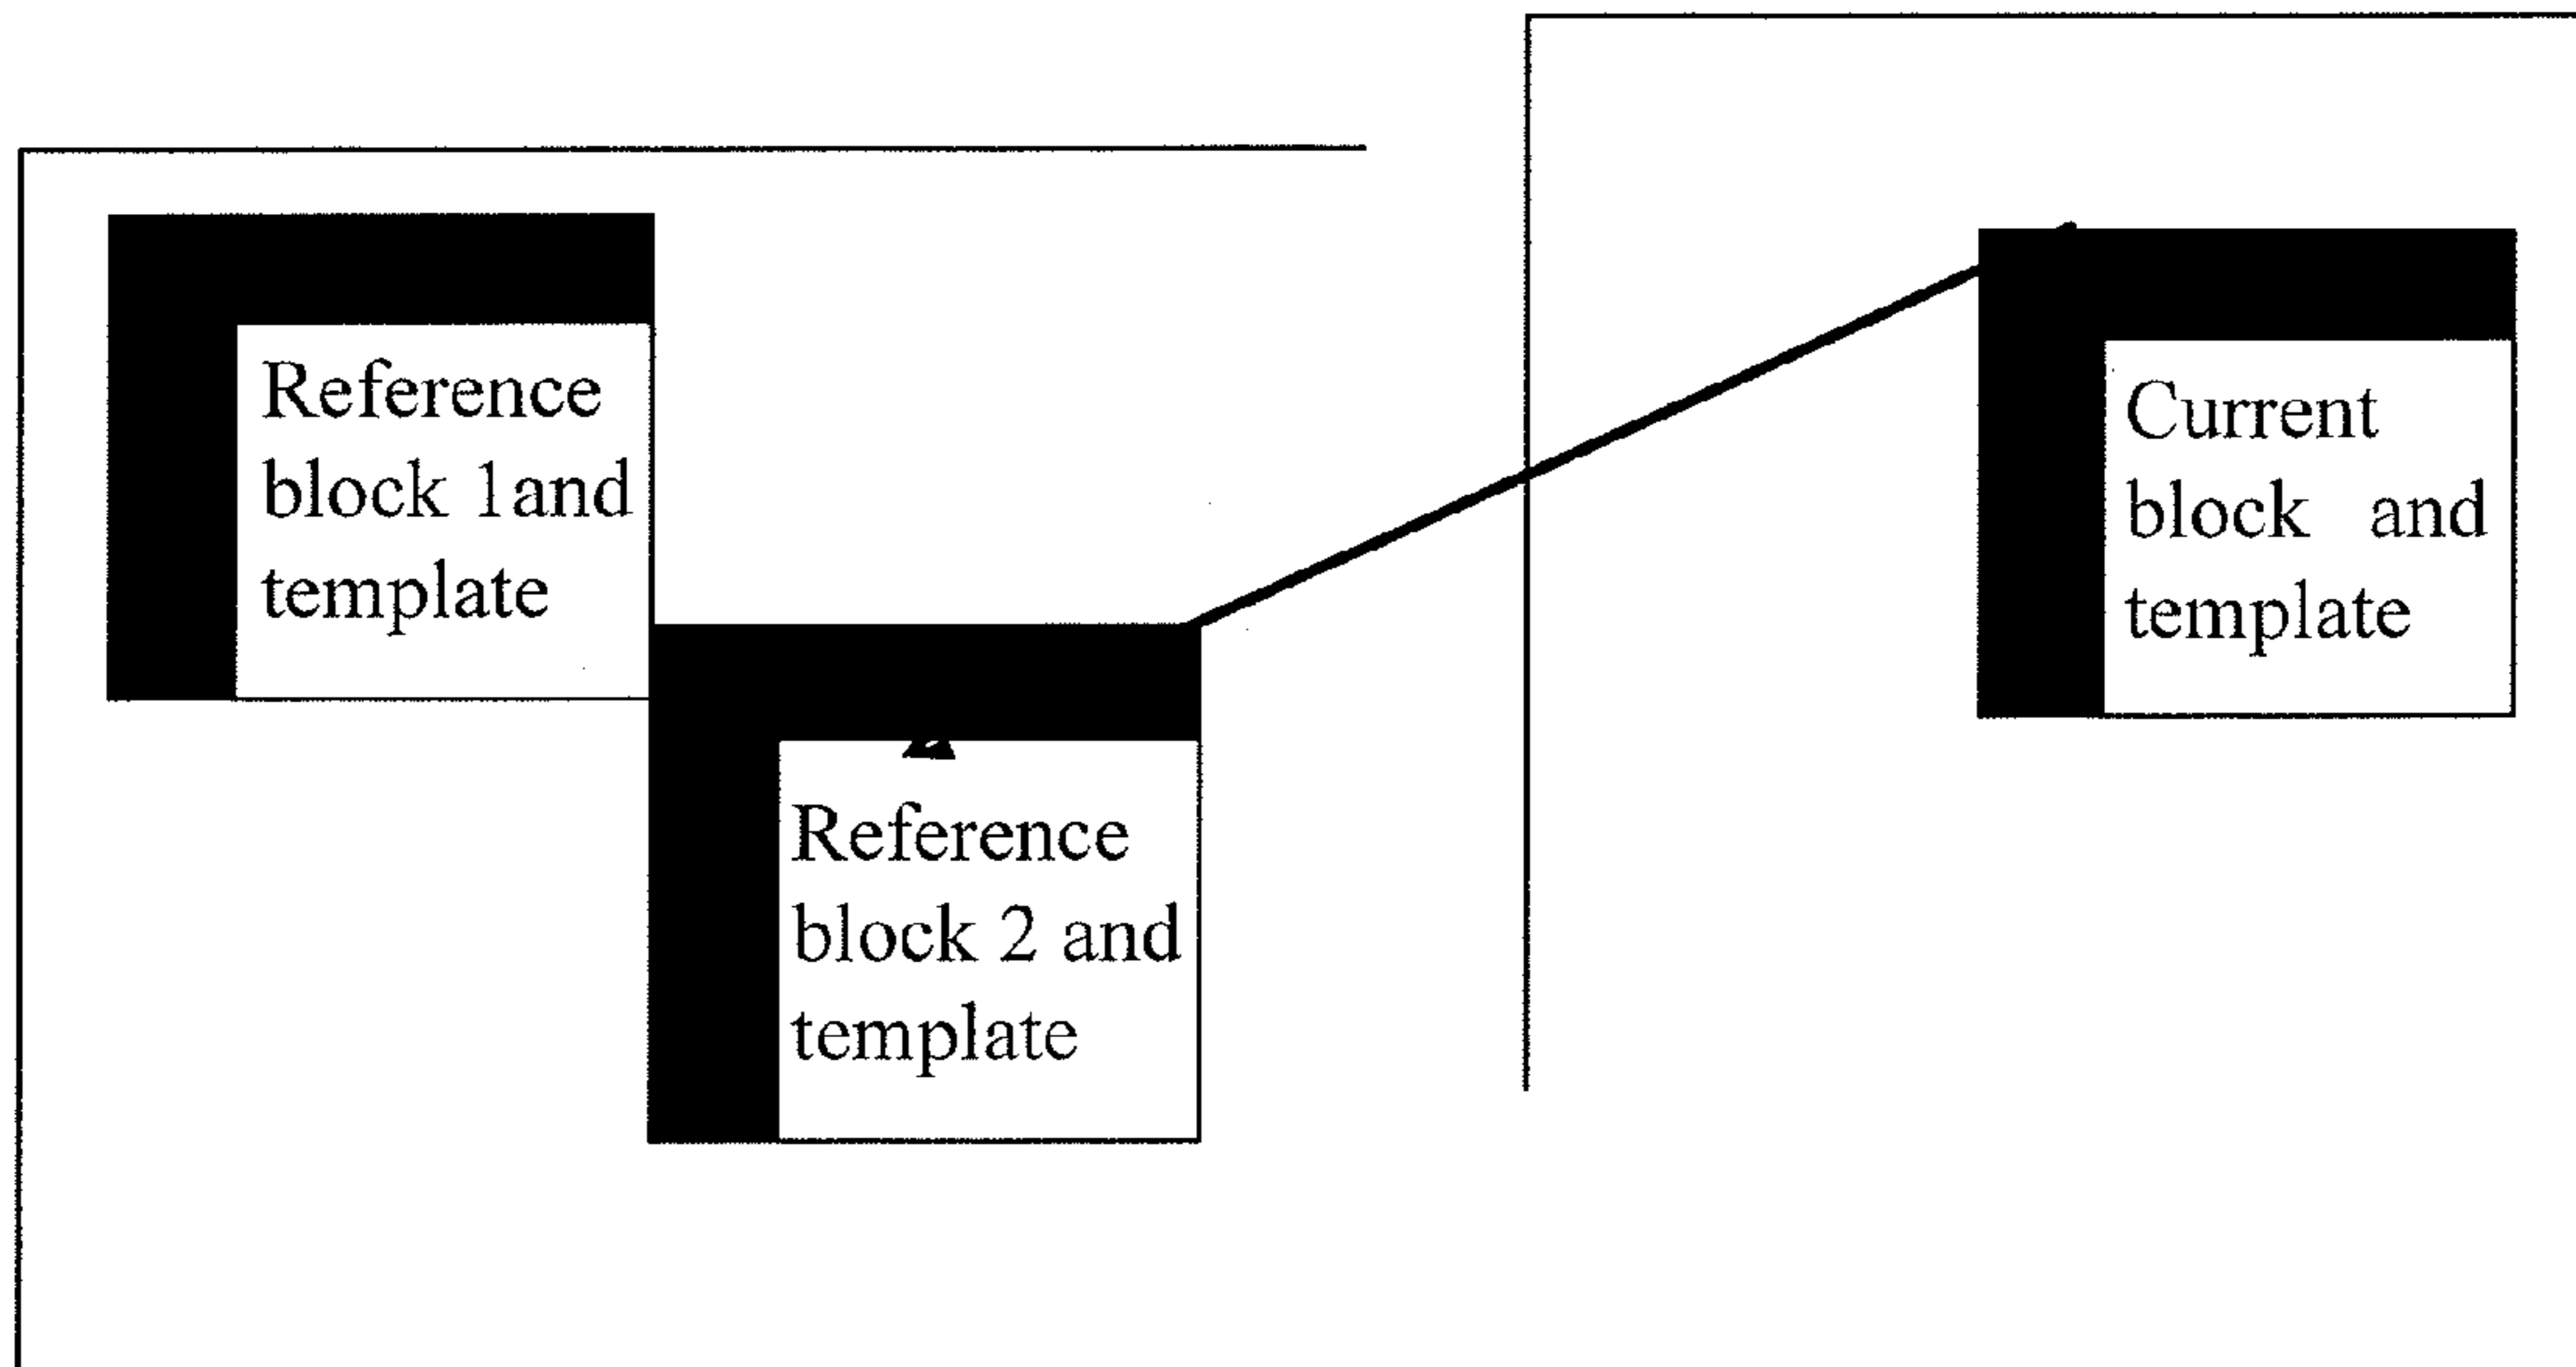 Reference
block 1and
template
Reference
block 2 and
template
Current
block and
template